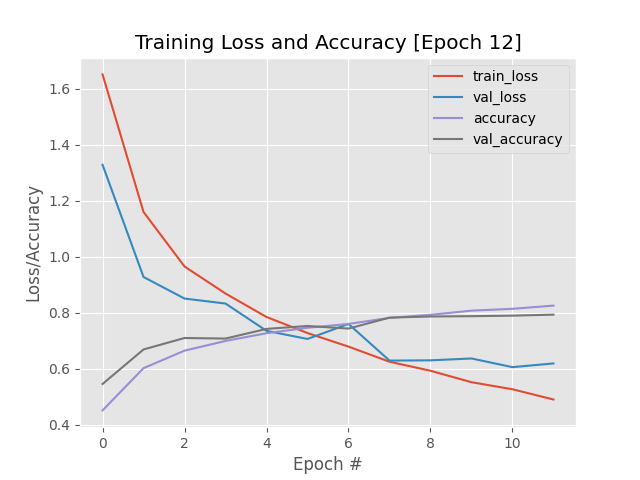 Training Loss and Accuracy [Epoch 12]
train_loss
val_loss
accuracy
val_accuracy
Loss/Accuracy
1.6
1.4
1.2
1.0
0.8
0.6
0.4
0 2 4 6 8 10
Epoch #